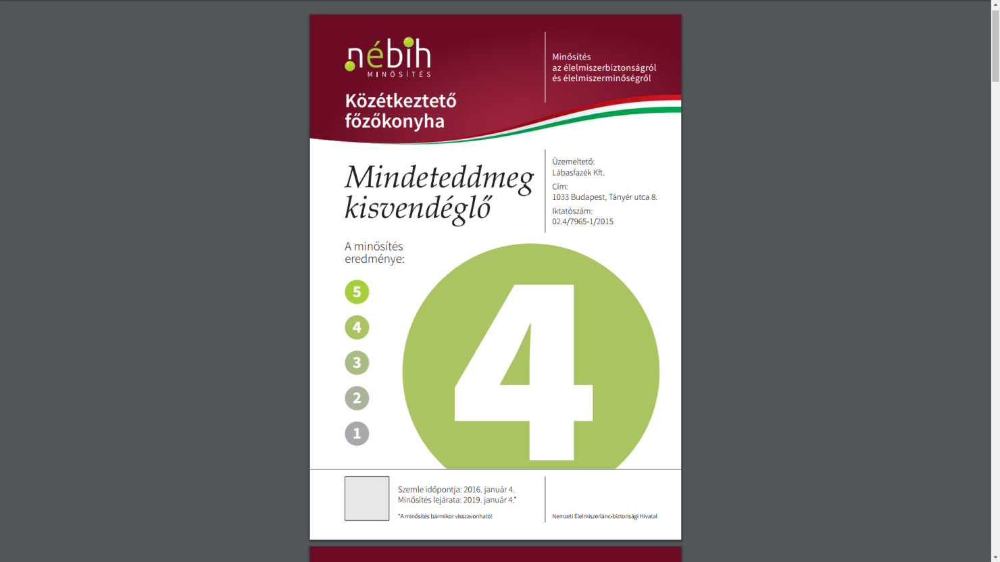 nébih
MINŐSÍTÉS
Minősítés
az élelmiszerbiztonságról
és élelmiszerminőségről
Közétkeztető
főzőkonyha
Mindeteddmeg
kisvendéglő
Üzemeltető:
Lábasfazék Kft.
Cím:
1033 Budapest, Tányér utca 8.
Iktatószám:
02.4/7965-1/2015
A minősítés
eredménye:
5
4
3
2
1
4
Szemle időpontja: 2016. január 4.
Minősítés lejárata: 2019. január 4.*
*A minősítés bármikor visszavonható!
Nemzeti Élelmiszerlánc-biztonsági Hivatal